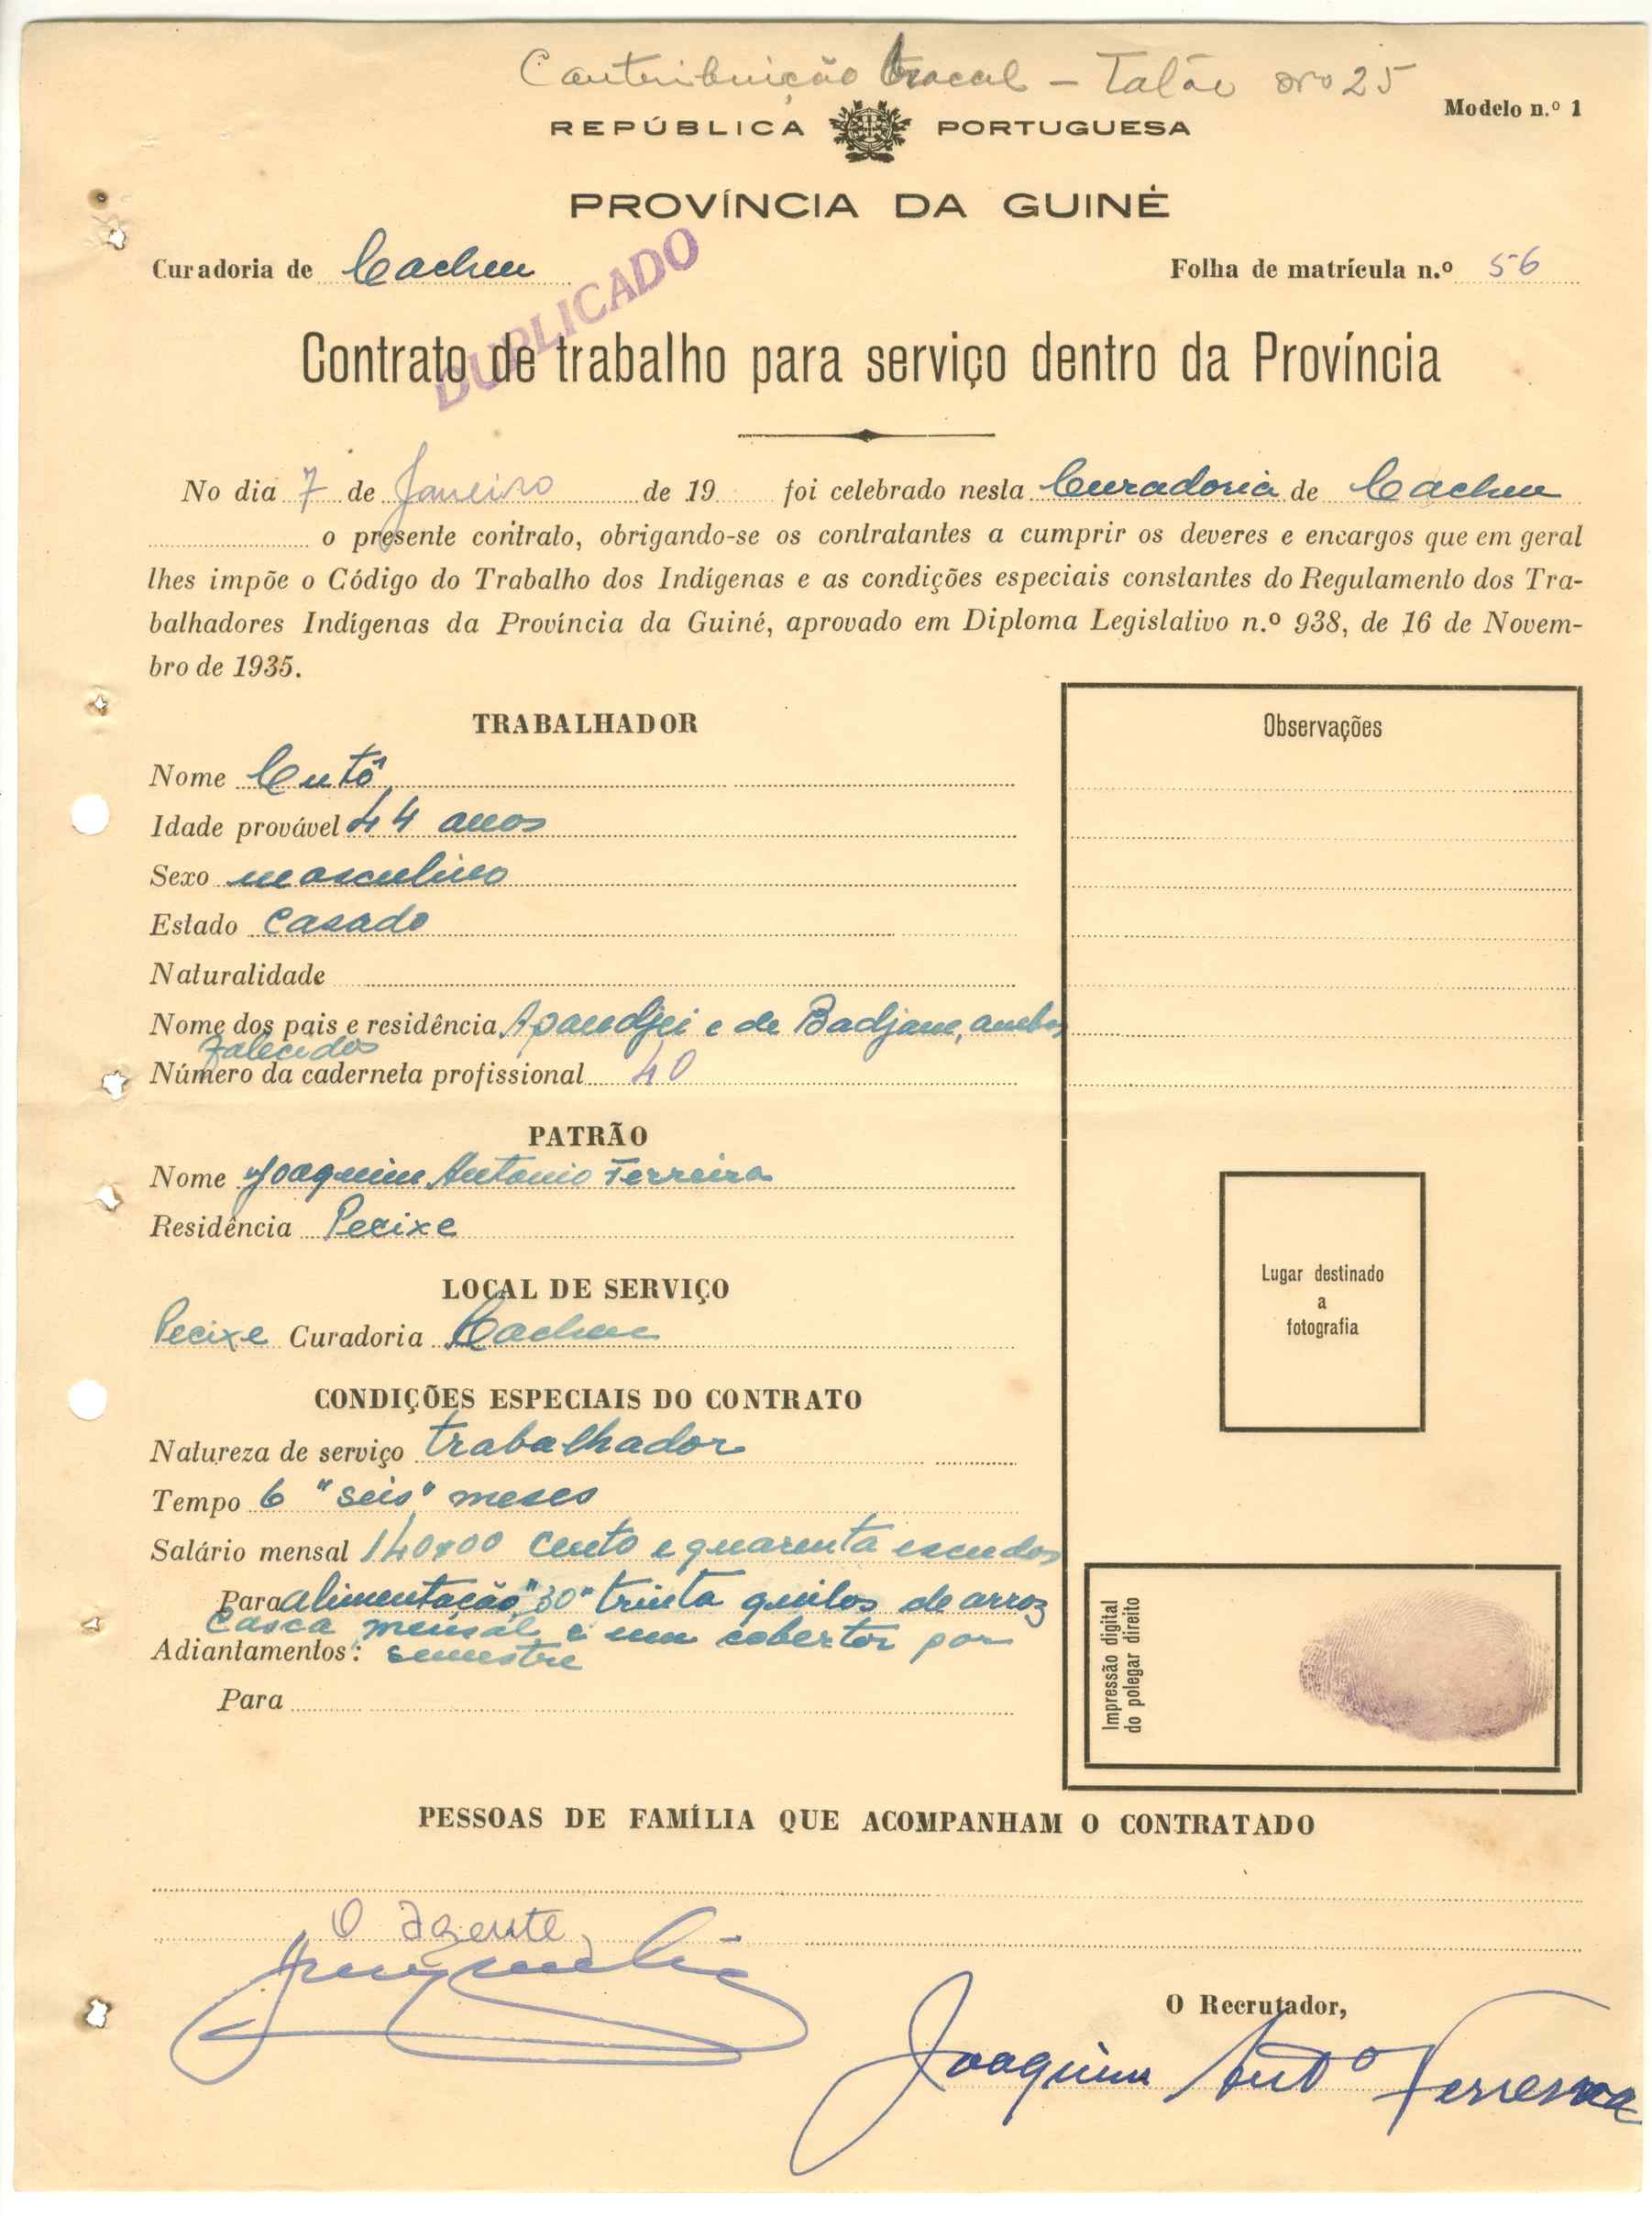 Contribuição braçal - Talão nº 25
Modelo n.º 1
REPÚBLICA PORTUGUESA
PROVÍNCIA DA GUINÉ
Curadoria de Cacheu
Folha de matrícula n.º 56
DUPLICADO
Contrato de trabalho para serviço dentro da Província
No dia 7 de Janeiro de 19 foi celebrado nesta Curadoria de Cacheu
o presente contrato, obrigando-se os contratantes a cumprir os deveres e encargos que em geral
lhes impõe o Código do Trabalho dos Indígenas e as condições especiais constantes do Regulamento dos Tra-
balhadores Indígenas da Província da Guiné, aprovado em Diploma Legislativo n.º 938, de 16 de Novem-
bro de 1935.
TRABALHADOR
Observações
Nome Cutô
Idade provável 44 anos
Sexo masculino
Estado Casado
Naturalidade
Nome dos pais e residência Apandjei e de Badjane, ambos
falecidos
Número da caderneta profissional 40
PATRÃO
Nome Joaquim Antonio Ferreira
Residência Pecixe
LOCAL DE SERVIÇO
Pecixe Curadoria Cacheu
Lugar destinado
a
fotografia
CONDIÇÕES ESPECIAIS DO CONTRATO
Natureza de serviço trabalhador
Tempo 6 "seis" meses
Salário mensal 140$00 cento e quarenta escudos
Para alimentação "30" trinta quilos de arroz
casca mensal e um cobertor por
Adiantamentos: semestre
Para
Impressão digital
do polegar direito
PESSOAS DE FAMÍLIA QUE ACOMPANHAM O CONTRATADO
O agente,
O Recrutador,
Joaquim Antº Ferreira